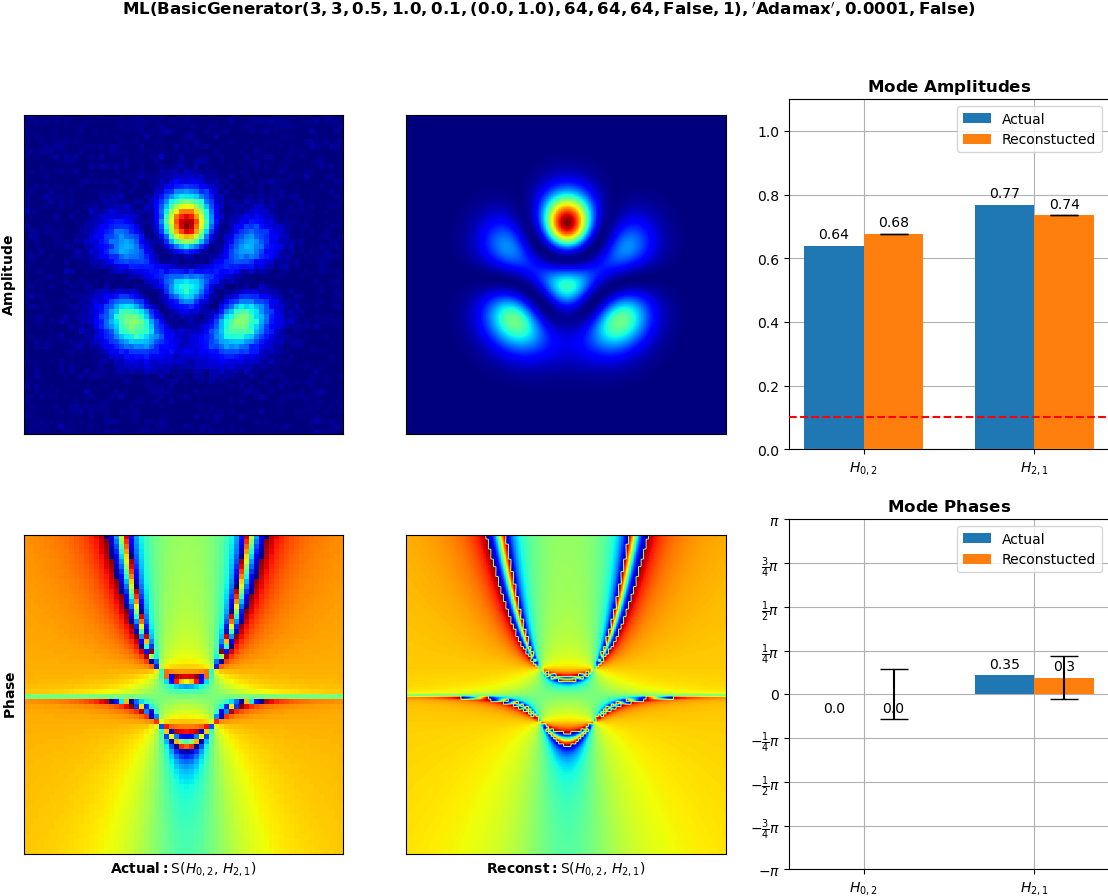 ML(BasicGenerator(3, 3, 0.5, 1.0, 0.1, (0.0, 1.0), 64, 64, 64, False, 1), ′Adamax′, 0.0001, False)
Amplitude
Mode Amplitudes
Actual
Reconstucted
1.0
0.8
0.6
0.4
0.2
0.0
0.64
0.68
0.77
0.74
H0, 2
H2, 1
Phase
Actual: S(H0, 2, H2, 1)
Reconst: S(H0, 2, H2, 1)
Mode Phases
Actual
Reconstucted
π
3/4π
1/2π
1/4π
0
−1/4π
−1/2π
−3/4π
−π
0.0
0.0
0.35
0.3
H0, 2
H2, 1